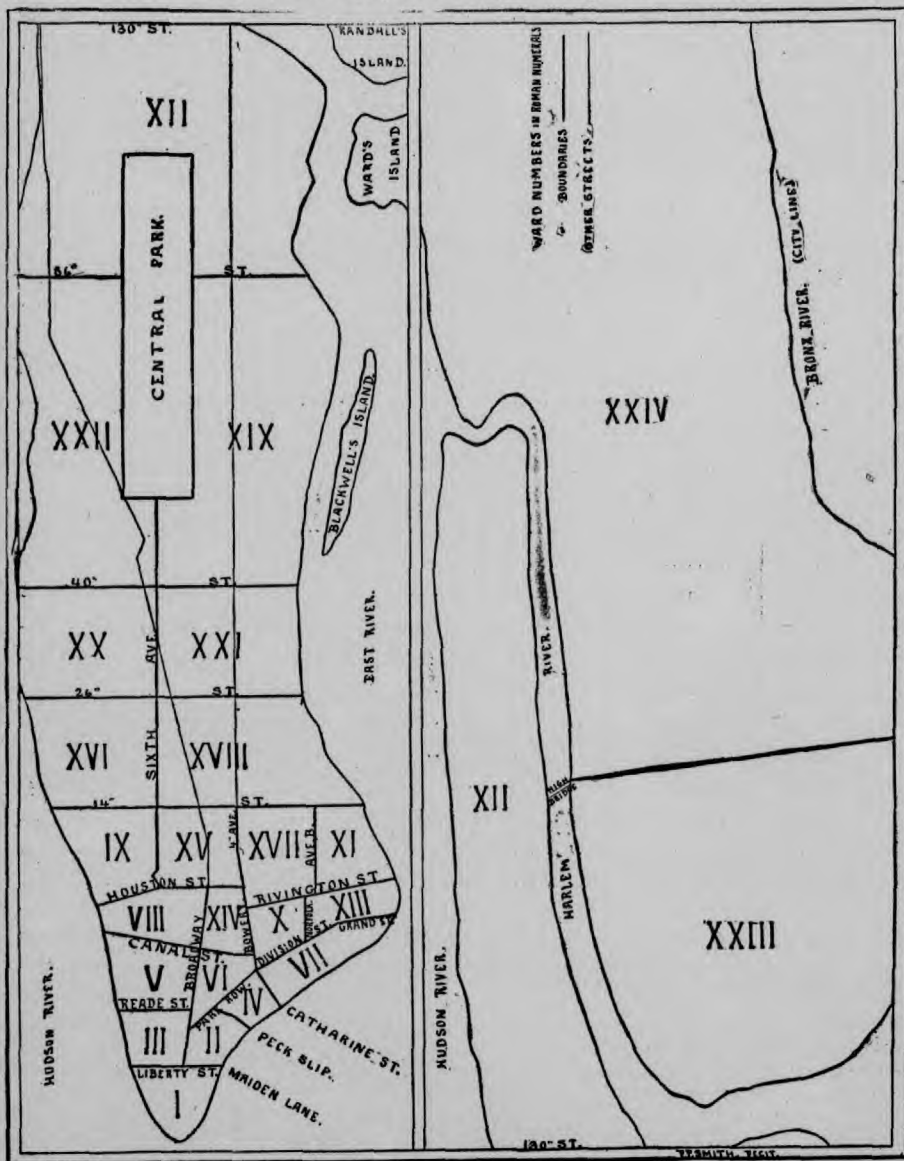 130TH ST.
RANDALL'S
ISLAND.
XII
WARD'S
ISLAND
CENTRAL PARK.
86TH ST.
XXII
XIX
BLACKWELL'S ISLAND.
40TH ST.
XX
AVE.
XXI
EAST RIVER.
26TH ST.
XVI
SIXTH
XVIII
14TH ST.
IX
XV
4TH AVE.
XVII
AVE. B.
XI
HOUSTON ST.
RIVINGTON ST.
VIII
BROADWAY
XIV
X
NORFOLK
XIII
GRAND ST.
CANAL ST.
DIVISION ST.
V
VI
VII
READE ST.
PARK ROW.
IV
CATHARINE ST.
HUDSON RIVER.
III
II
PECK SLIP.
LIBERTY ST.
MAIDEN LANE.
I
WARD NUMBERS IN ROMAN NUMERALS
BOUNDARIES
(OTHER STREETS)
BRONX RIVER. (CITY LINE)
XXIV
RIVER.
XII
HIGH
BRIDGE
HARLEM
XXIII
HUDSON RIVER.
130TH ST.